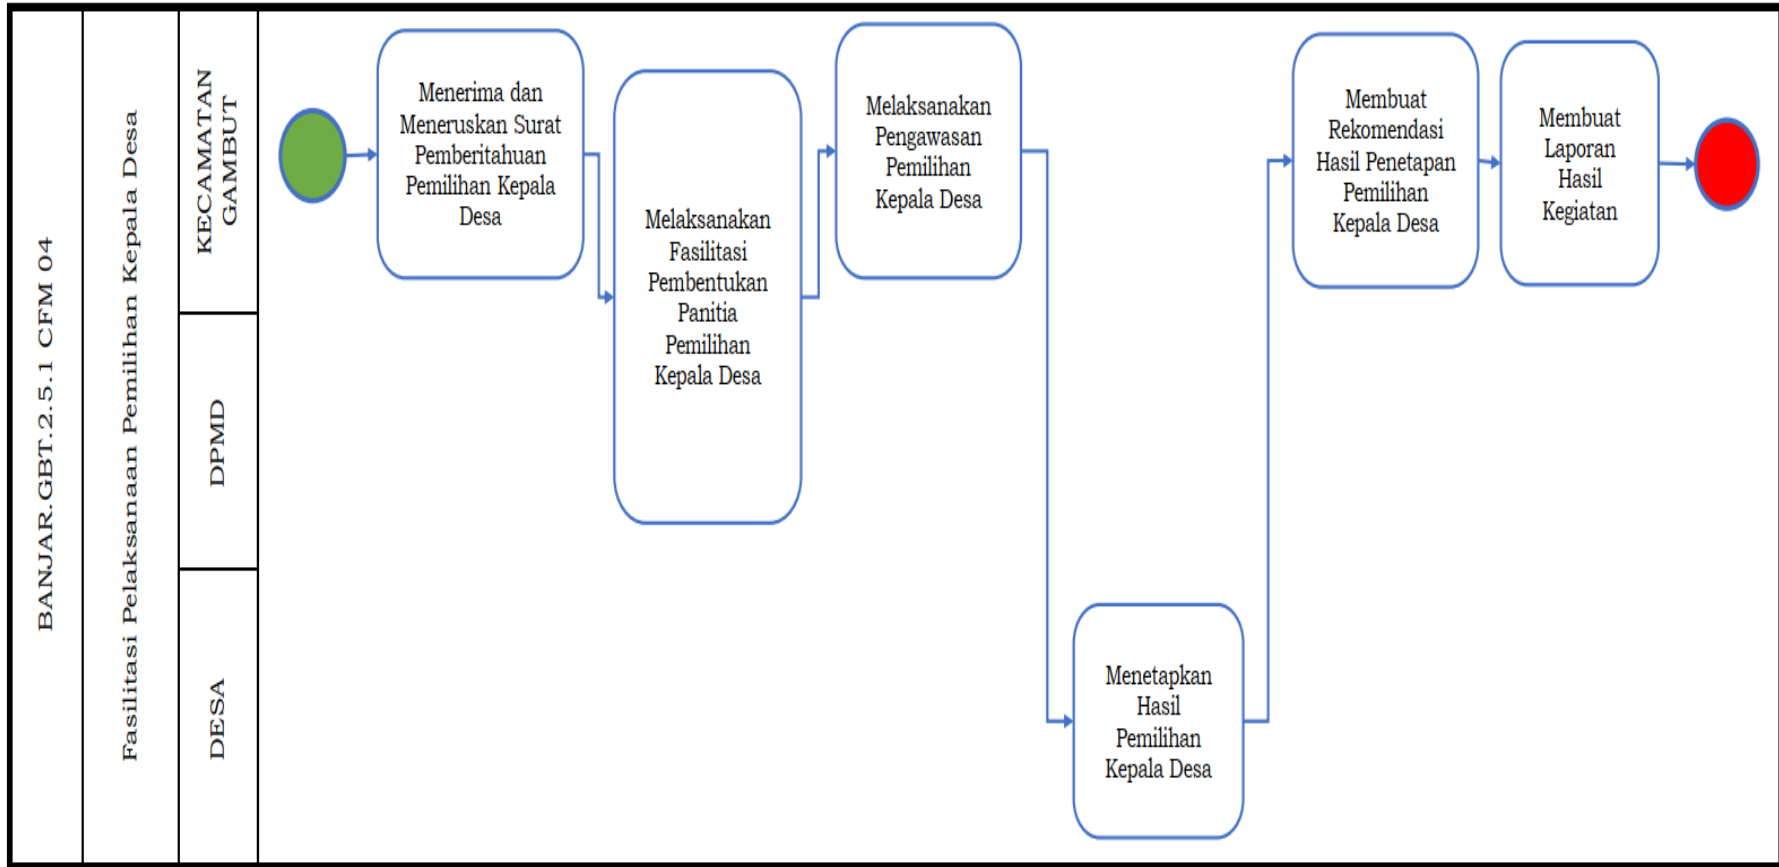 BANJAR.GBT.2.5.1 CFM 04
Fasilitasi Pelaksanaan Pemilihan Kepala Desa
KECAMATAN
GAMBUT
DPMD
DESA
Menerima dan
Meneruskan Surat
Pemberitahuan
Pemilihan Kepala
Desa
Melaksanakan
Fasilitasi
Pembentukan
Panitia
Pemilihan
Kepala Desa
Melaksanakan
Pengawasan
Pemilihan
Kepala Desa
Menetapkan
Hasil
Pemilihan
Kepala Desa
Membuat
Rekomendasi
Hasil Penetapan
Pemilihan
Kepala Desa
Membuat
Laporan
Hasil
Kegiatan